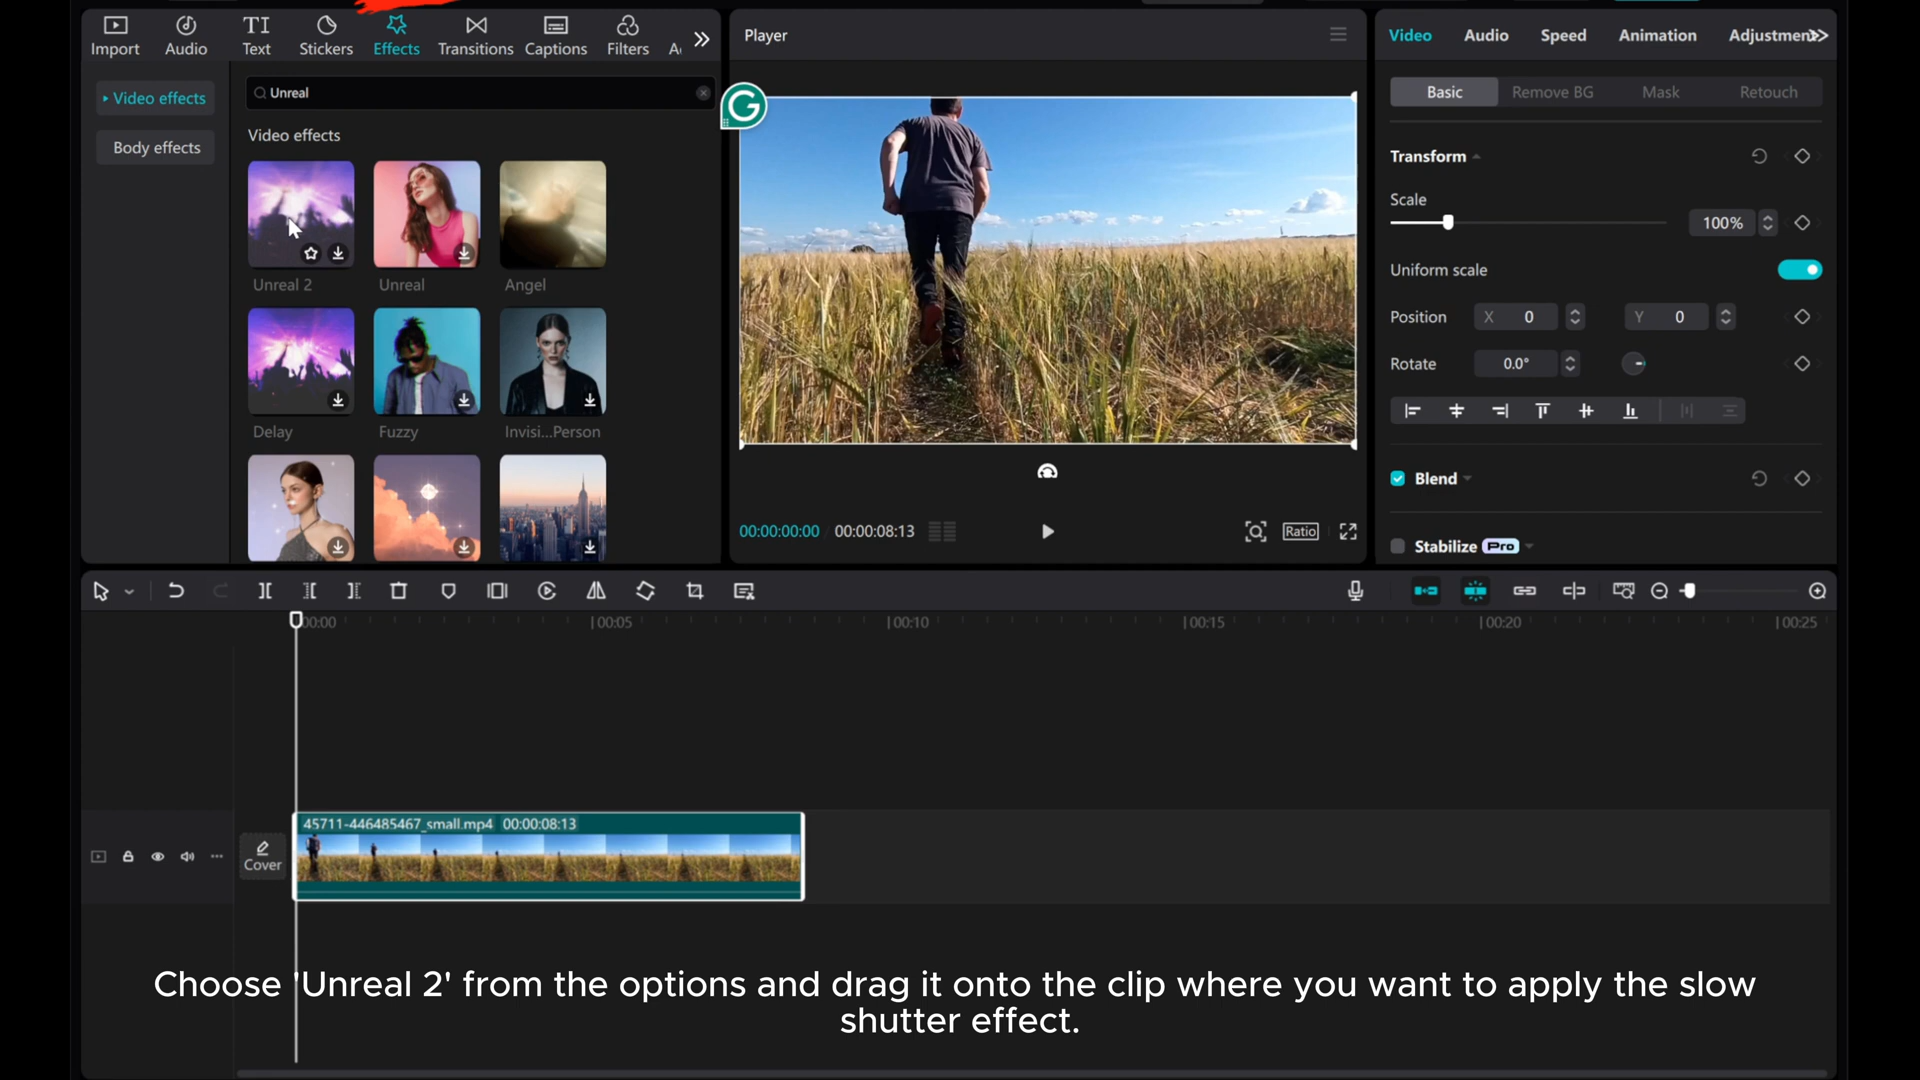 Import
Audio
TI
Text
Stickers
Effects
Transitions
Captions
Filters
Player
Video
Audio
Speed
Animation
Video effects
Body effects
Unreal
Video effects
Unreal 2
Unreal
Angel
Delay
Fuzzy
Invisi...Person
G
00:00:00:00
00:00:08:13
Ratio
Basic
Remove BG
Mask
Retouch
Transform
Scale
100%
Uniform scale
Position
X 0
Y 0
Rotate
0.0°
Blend
Stabilize
Pro
00:00
00:05
00:10
00:15
00:20
00:25
45711-446485467_small.mp4 00:00:08:13
Cover
Choose 'Unreal 2' from the options and drag it onto the clip where you want to apply the slow
shutter effect.